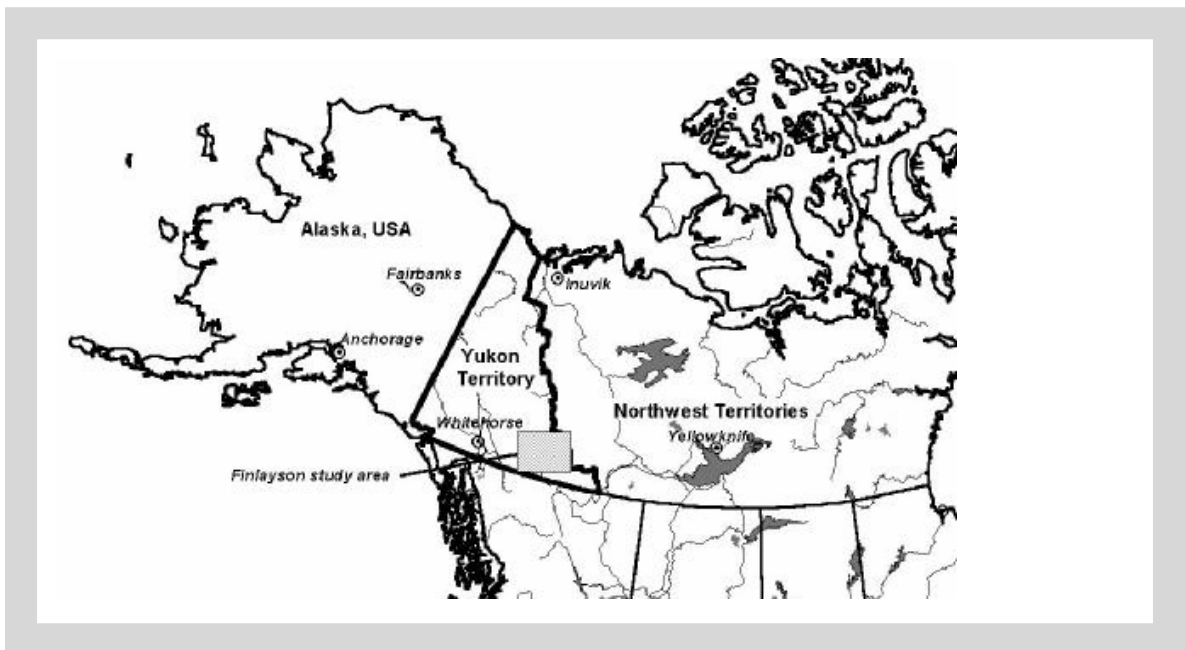 Alaska, USA
Fairbanks
Inuvik
Anchorage
Yukon
Territory
Northwest Territories
Whitehorse
Yellowknife
Finlayson study area